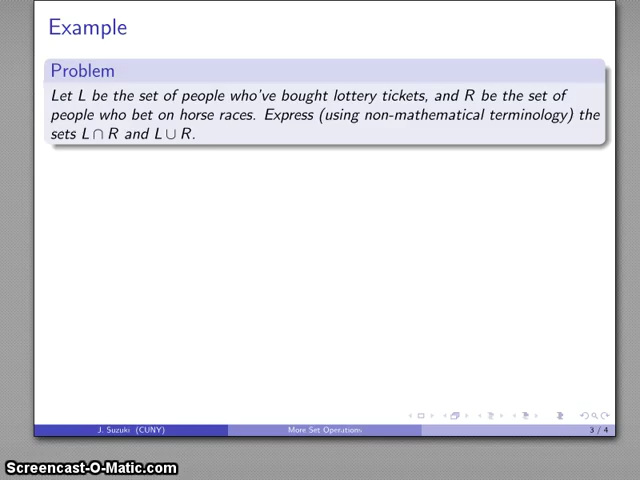 Example
Problem
Let L be the set of people who've bought lottery tickets, and R be the set of
people who bet on horse races. Express (using non-mathematical terminology) the
sets L ∩ R and L ∪ R.
J. Suzuki (CUNY)
More Set Operations
3 / 4
Screencast-O-Matic.com